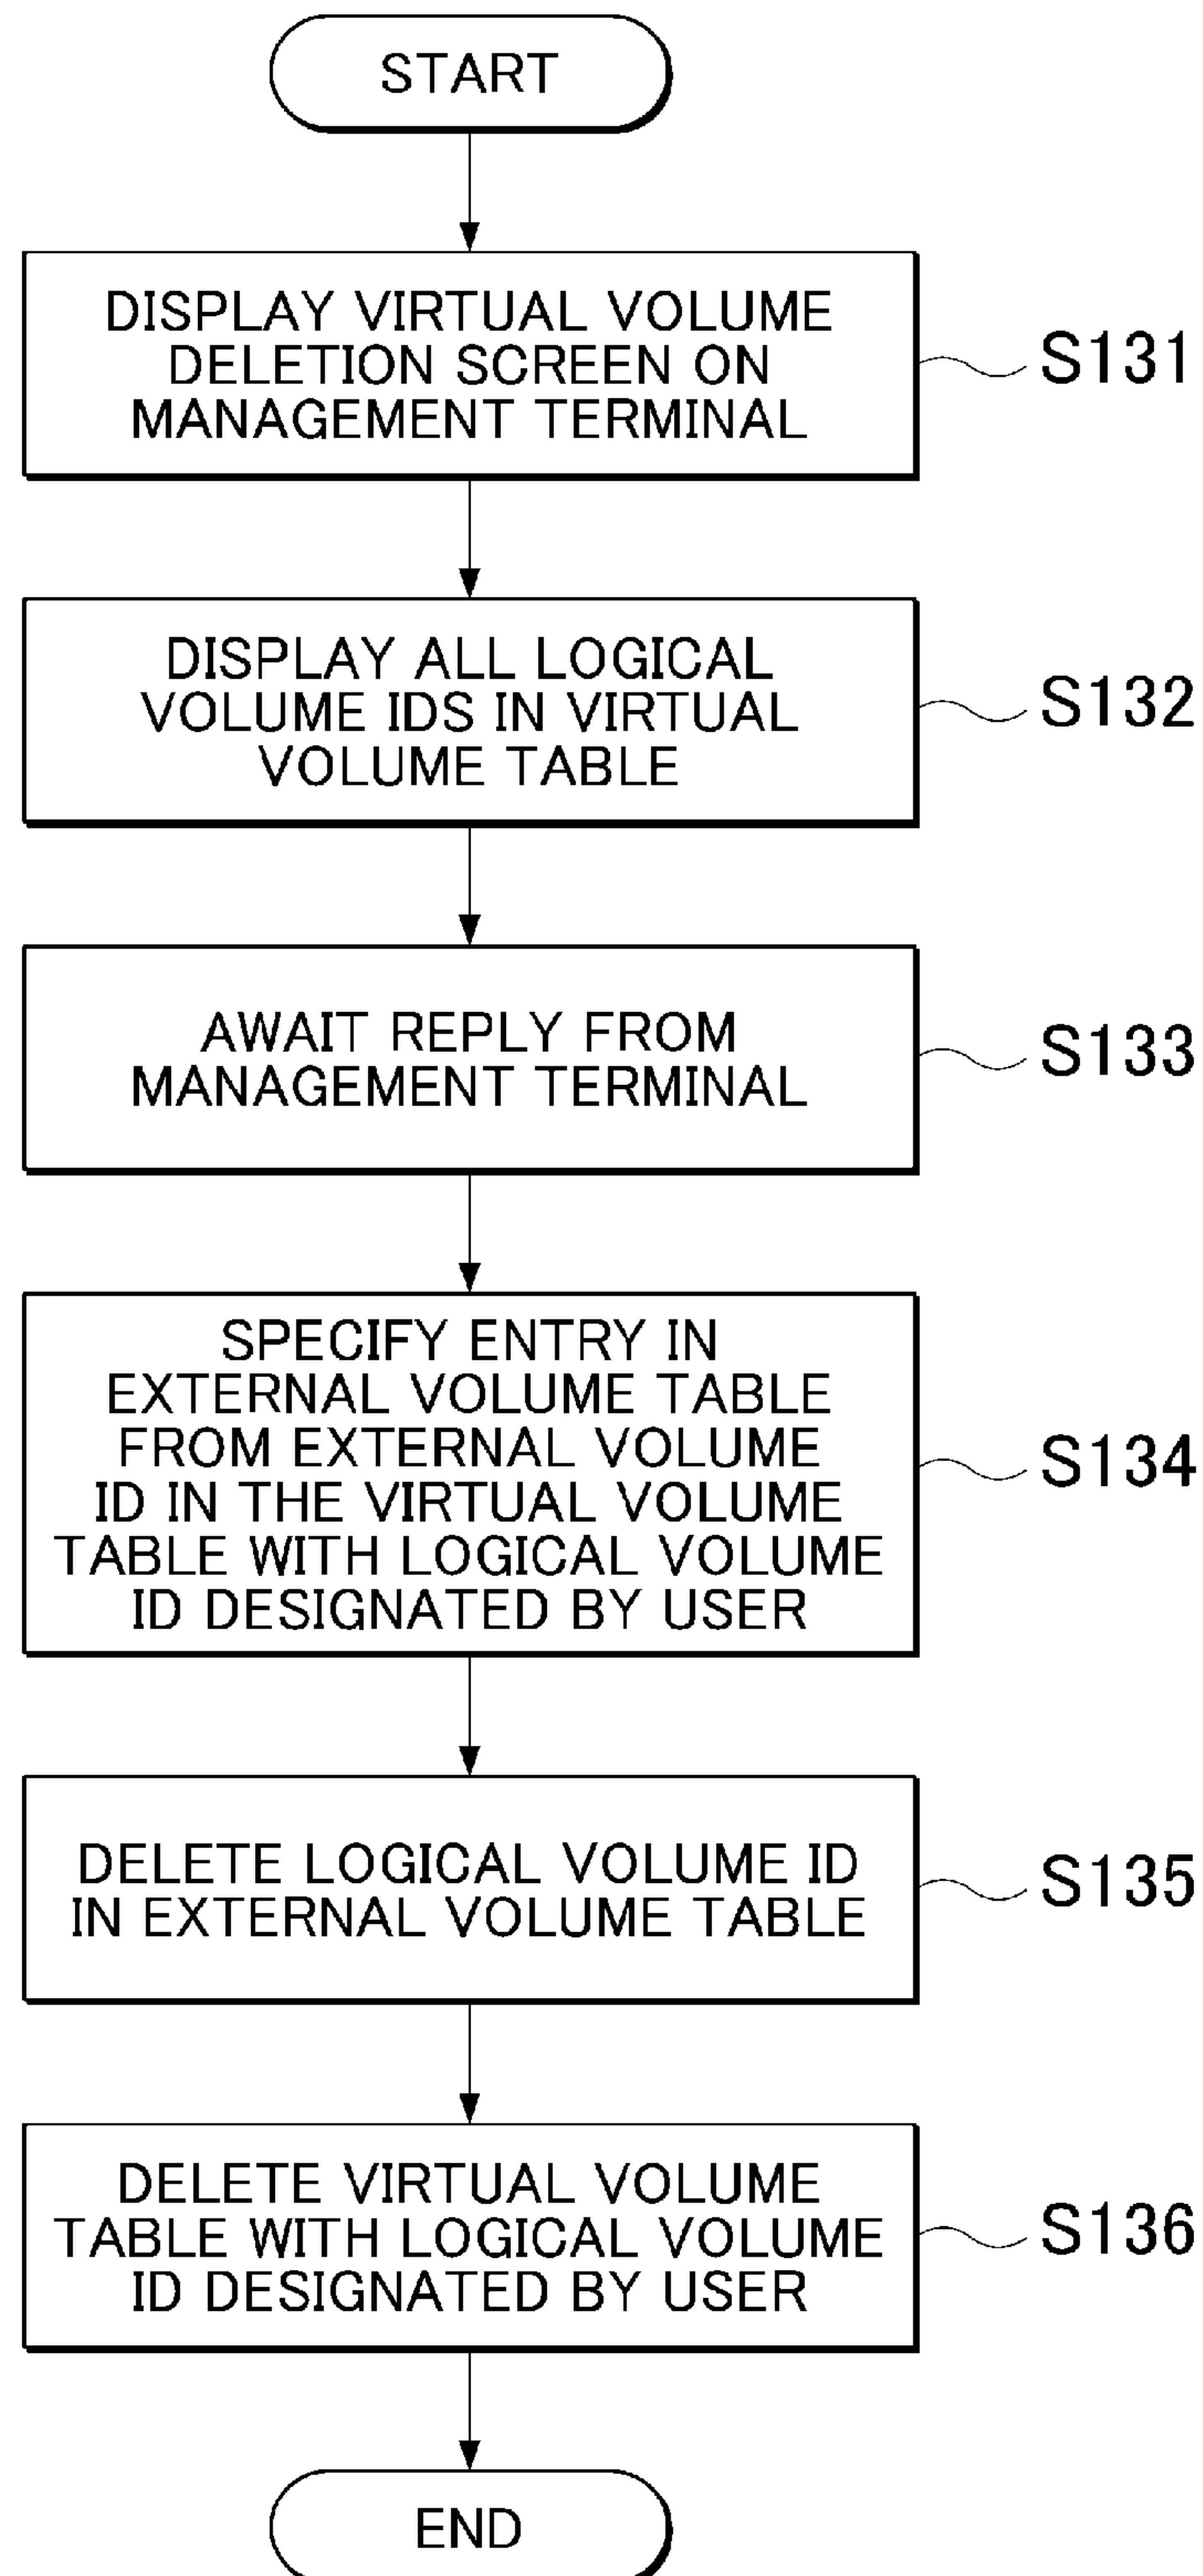 START
DISPLAY VIRTUAL VOLUME
DELETION SCREEN ON
MANAGEMENT TERMINAL
S131
DISPLAY ALL LOGICAL
VOLUME IDS IN VIRTUAL
VOLUME TABLE
S132
AWAIT REPLY FROM
MANAGEMENT TERMINAL
S133
SPECIFY ENTRY IN
EXTERNAL VOLUME TABLE
FROM EXTERNAL VOLUME
ID IN THE VIRTUAL VOLUME
TABLE WITH LOGICAL VOLUME
ID DESIGNATED BY USER
S134
DELETE LOGICAL VOLUME ID
IN EXTERNAL VOLUME TABLE
S135
DELETE VIRTUAL VOLUME
TABLE WITH LOGICAL VOLUME
ID DESIGNATED BY USER
S136
END